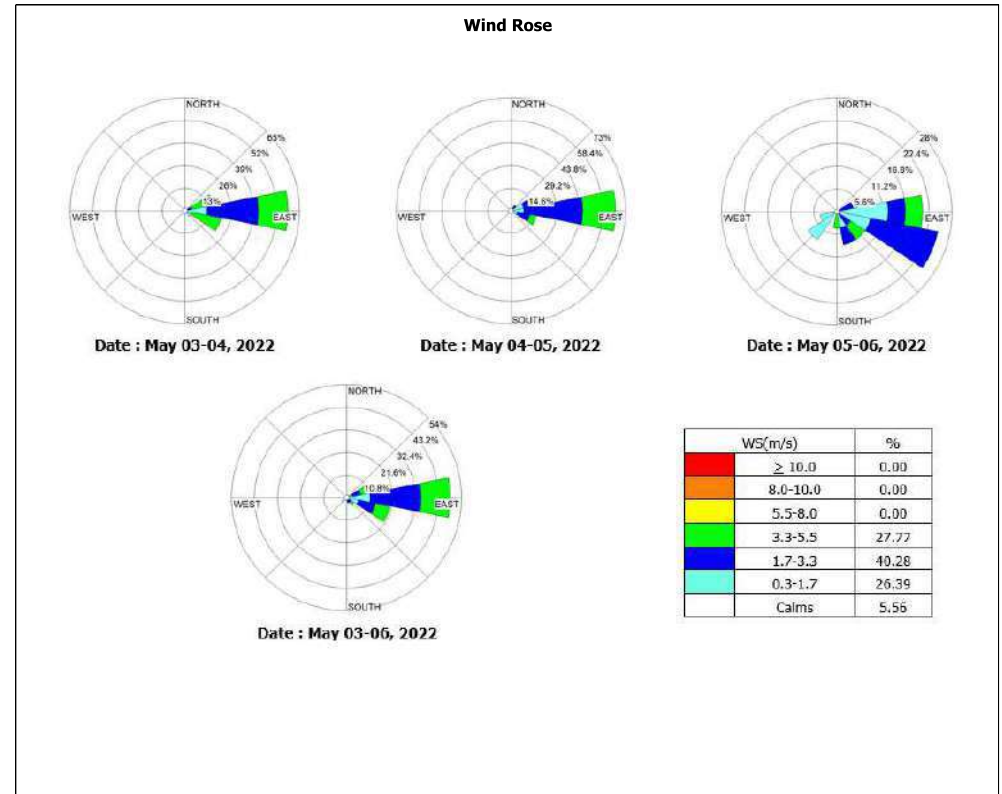 Wind Rose
NORTH
65%
52%
39%
26%
13%
WEST
EAST
SOUTH
Date : May 03-04, 2022
NORTH
73%
58.4%
43.8%
29.2%
14.6%
WEST
EAST
SOUTH
Date : May 04-05, 2022
NORTH
28%
22.4%
16.8%
11.2%
5.6%
WEST
EAST
SOUTH
Date : May 05-06, 2022
NORTH
54%
43.2%
32.4%
21.6%
10.8%
WEST
EAST
SOUTH
Date : May 03-06, 2022
WS(m/s) %
≥ 10.0 0.00
8.0-10.0 0.00
5.5-8.0 0.00
3.3-5.5 27.77
1.7-3.3 40.28
0.3-1.7 26.39
Calms 5.56